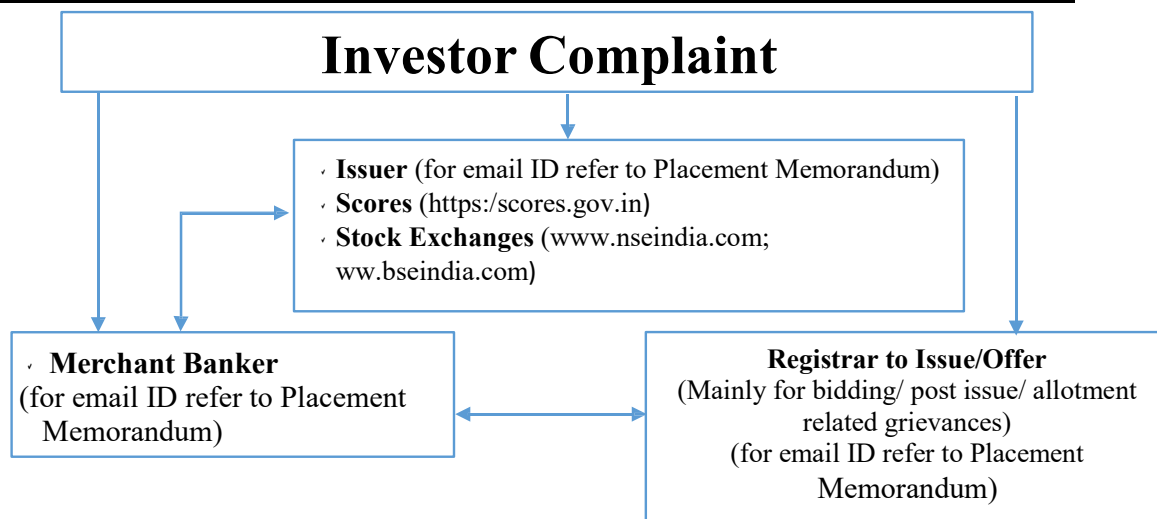 Investor Complaint
✓ Issuer (for email ID refer to Placement Memorandum)
✓ Scores (https:/scores.gov.in)
✓ Stock Exchanges (www.nseindia.com;
ww.bseindia.com)
✓ Merchant Banker
(for email ID refer to Placement
Memorandum)
Registrar to Issue/Offer
(Mainly for bidding/ post issue/ allotment
related grievances)
(for email ID refer to Placement
Memorandum)